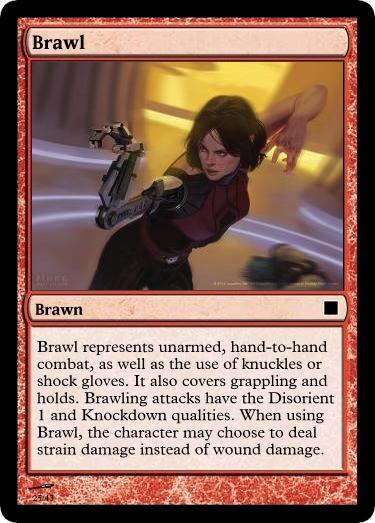 Brawl
Brawn
Brawl represents unarmed, hand-to-hand
combat, as well as the use of knuckles or
shock gloves. It also covers grappling and
holds. Brawling attacks have the Disorient
1 and Knockdown qualities. When using
Brawl, the character may choose to deal
strain damage instead of wound damage.
25/43